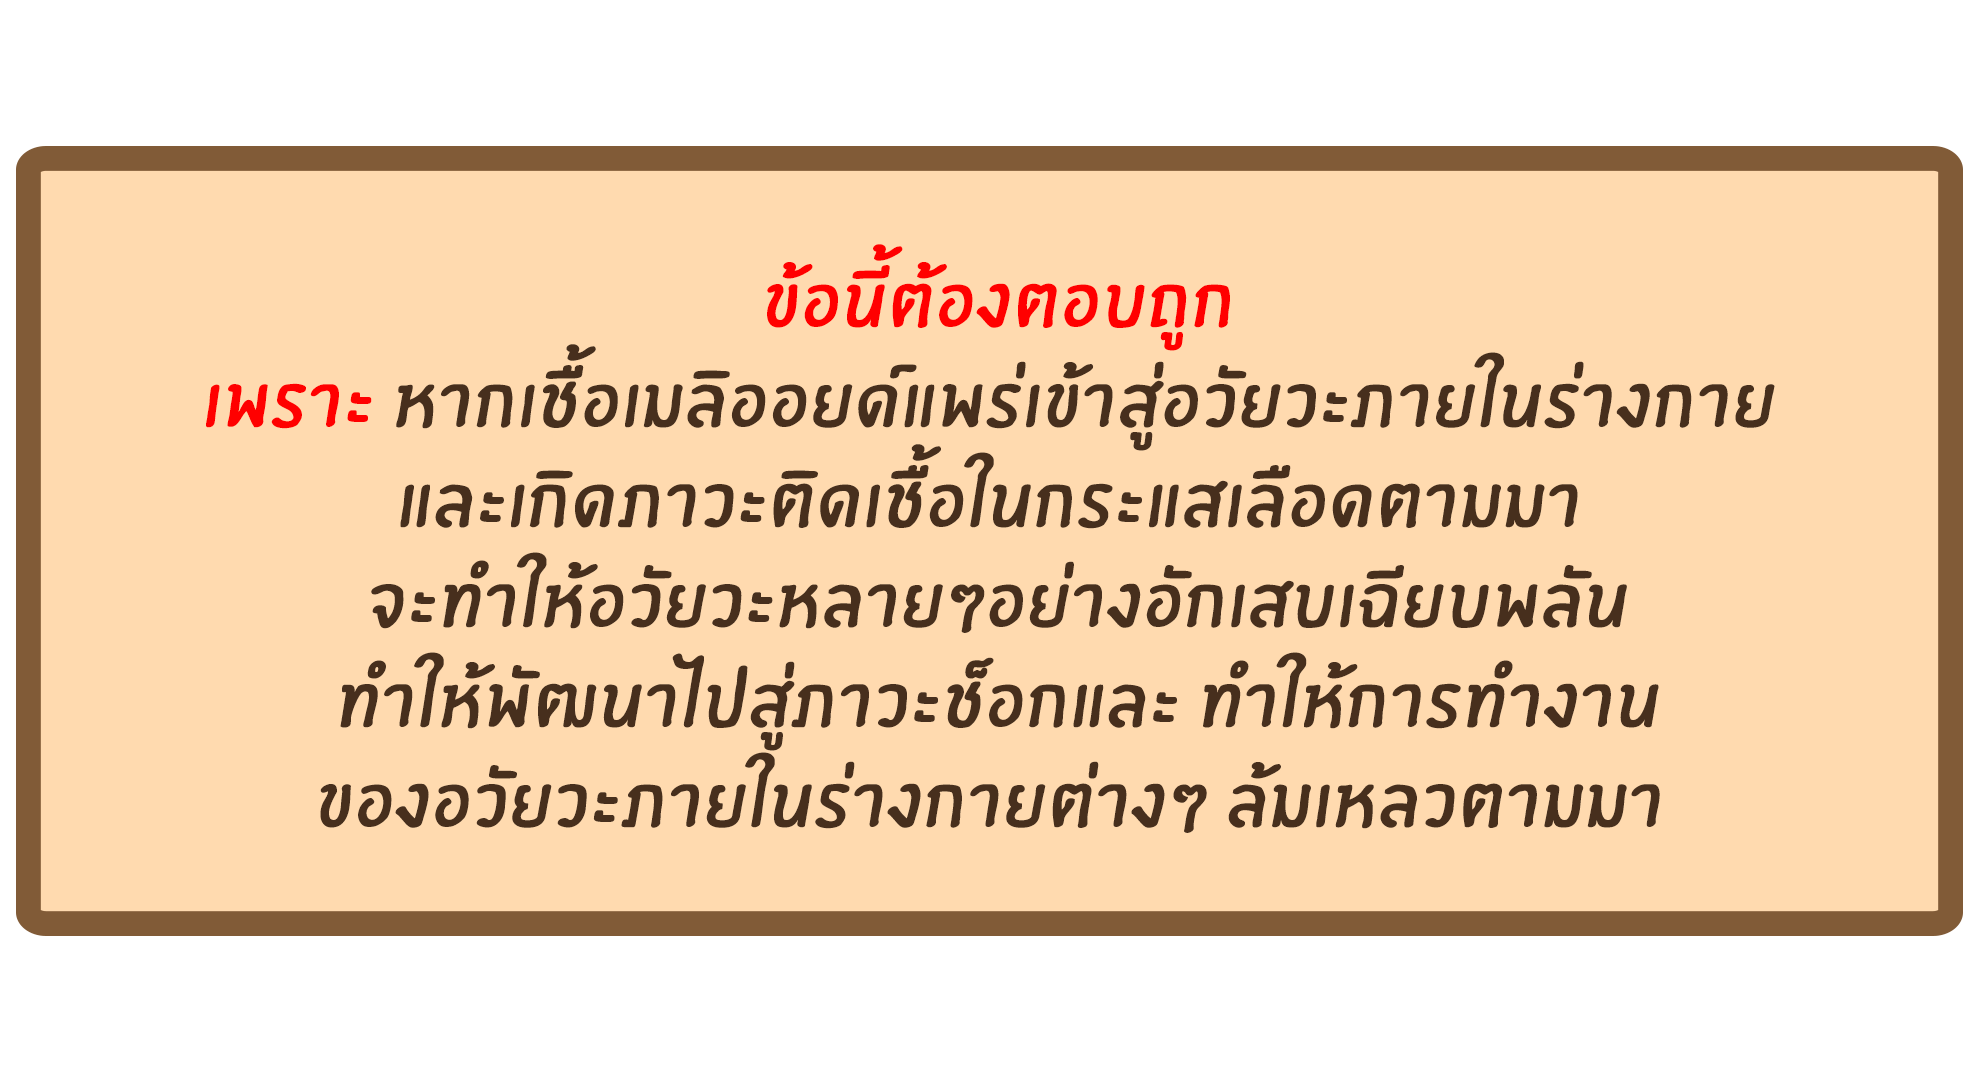 ข้อนี้ต้องตอบถูก
เพราะ หากเชื้อเมลิออยด์แพร่เข้าสู่อวัยวะภายในร่างกาย
และเกิดภาวะติดเชื้อในกระแสเลือดตามมา
จะทำให้อวัยวะหลายๆอย่างอักเสบเฉียบพลัน
ทำให้พัฒนาไปสู่ภาวะช็อกและ ทำให้การทำงาน
ของอวัยวะภายในร่างกายต่างๆ ล้มเหลวตามมา